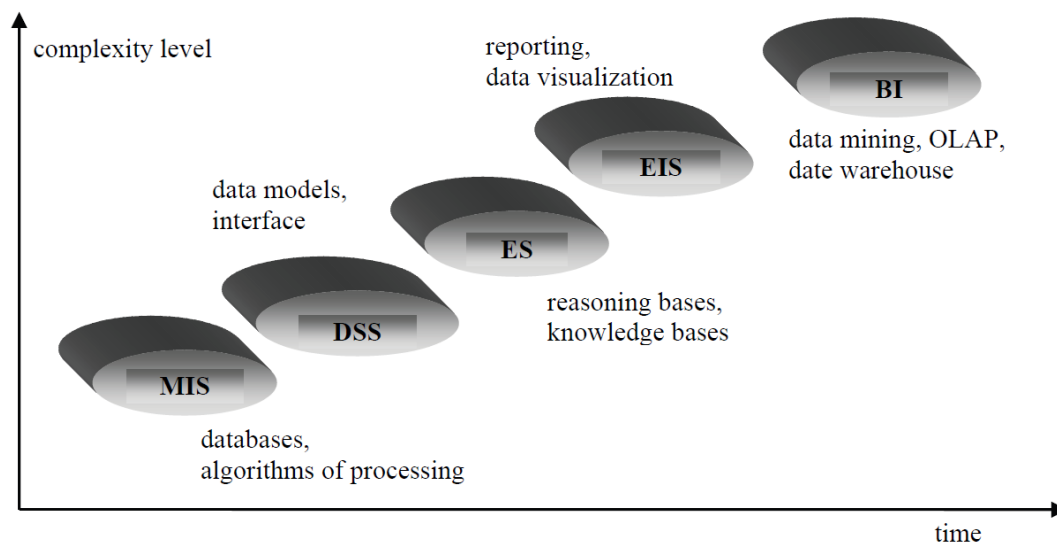 complexity level
reporting,
data visualization
BI
data mining, OLAP,
date warehouse
EIS
data models,
interface
ES
reasoning bases,
knowledge bases
DSS
MIS
databases,
algorithms of processing
time